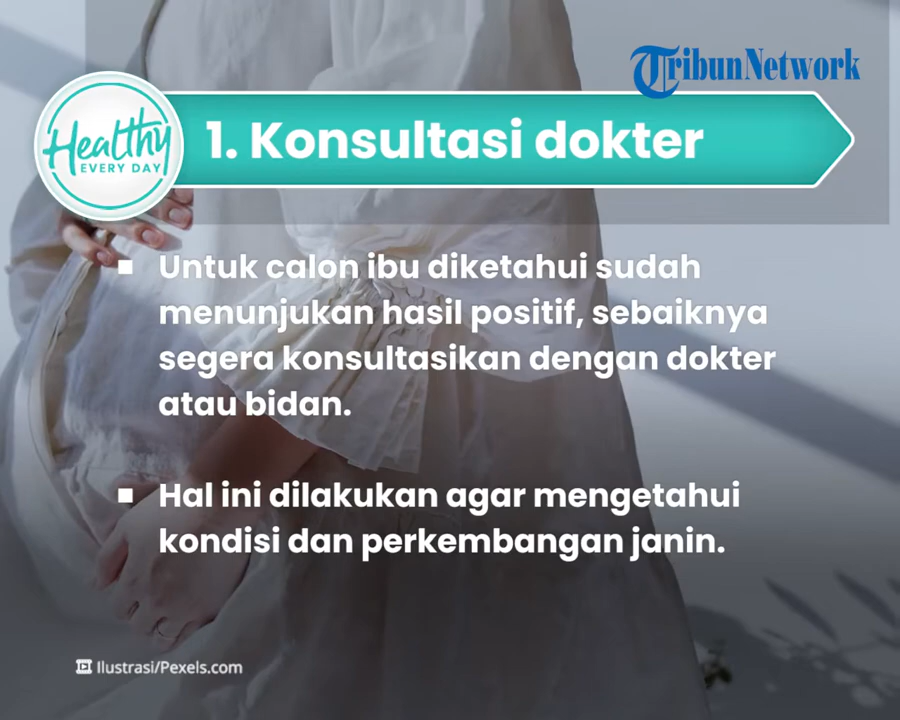 TribunNetwork
Healthy
EVERY DAY
1. Konsultasi dokter
▪ Untuk calon ibu diketahui sudah
menunjukan hasil positif, sebaiknya
segera konsultasikan dengan dokter
atau bidan.
▪ Hal ini dilakukan agar mengetahui
kondisi dan perkembangan janin.
Ilustrasi/Pexels.com